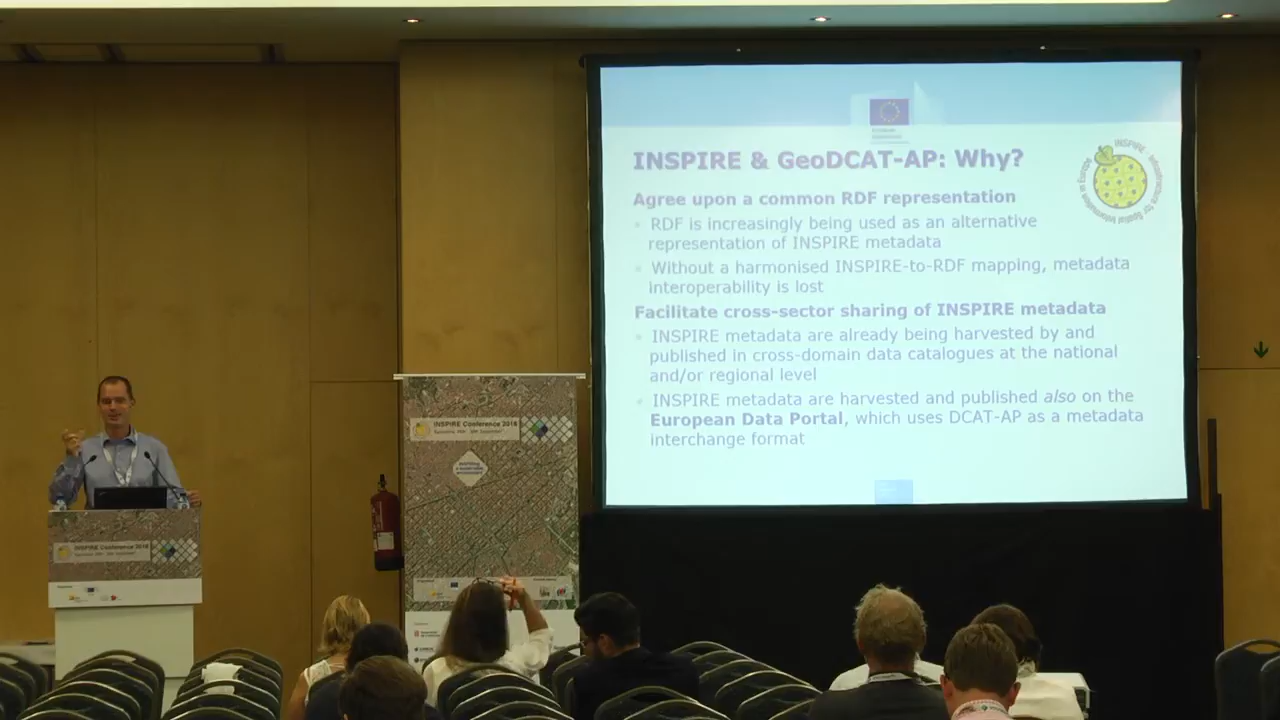 INSPIRE & GeoDCAT-AP: Why?
Agree upon a common RDF representation
RDF is increasingly being used as an alternative
representation of INSPIRE metadata
Without a harmonised INSPIRE-to-RDF mapping, metadata
interoperability is lost
Facilitate cross-sector sharing of INSPIRE metadata
INSPIRE metadata are already being harvested by and
published in cross-domain data catalogues at the national
and/or regional level
INSPIRE metadata are harvested and published also on the
European Data Portal, which uses DCAT-AP as a metadata
interchange format
INSPIRE
INSPIRE Conference 2016
INSPIRE Conference 2016